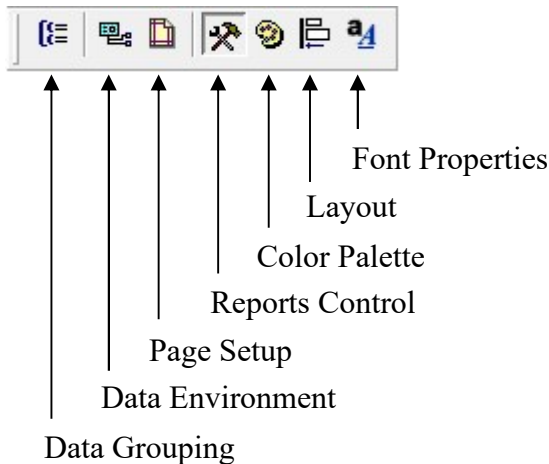 Font Properties
Layout
Color Palette
Reports Control
Page Setup
Data Environment
Data Grouping